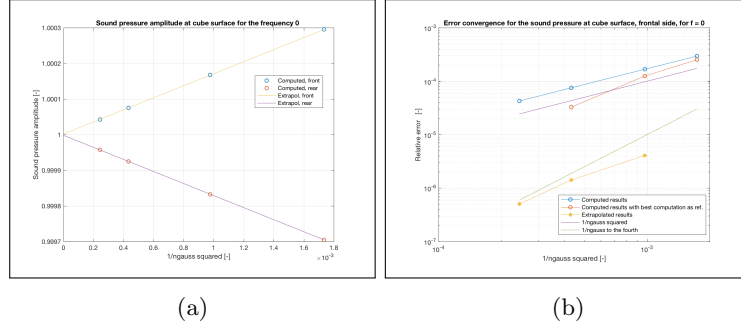 Sound pressure amplitude at cube surface for the frequency 0
1.0003
1.0002
1.0001
1
0.9999
0.9998
0.9997
Sound pressure amplitude [-]
Computed, front
Computed, rear
Extrapol, front
Extrapol, rear
0 0.2 0.4 0.6 0.8 1 1.2 1.4 1.6 1.8
×10⁻³
1/ngauss squared [-]
(a)
Error convergence for the sound pressure at cube surface, frontal side, for f = 0
10⁻³
10⁻⁴
10⁻⁵
10⁻⁶
10⁻⁷
Relative error [-]
Computed results
Computed results with best computation as ref.
Extrapolated results
1/ngauss squared
1/ngauss to the fourth
10⁻⁴ 10⁻³
1/ngauss squared [-]
(b)